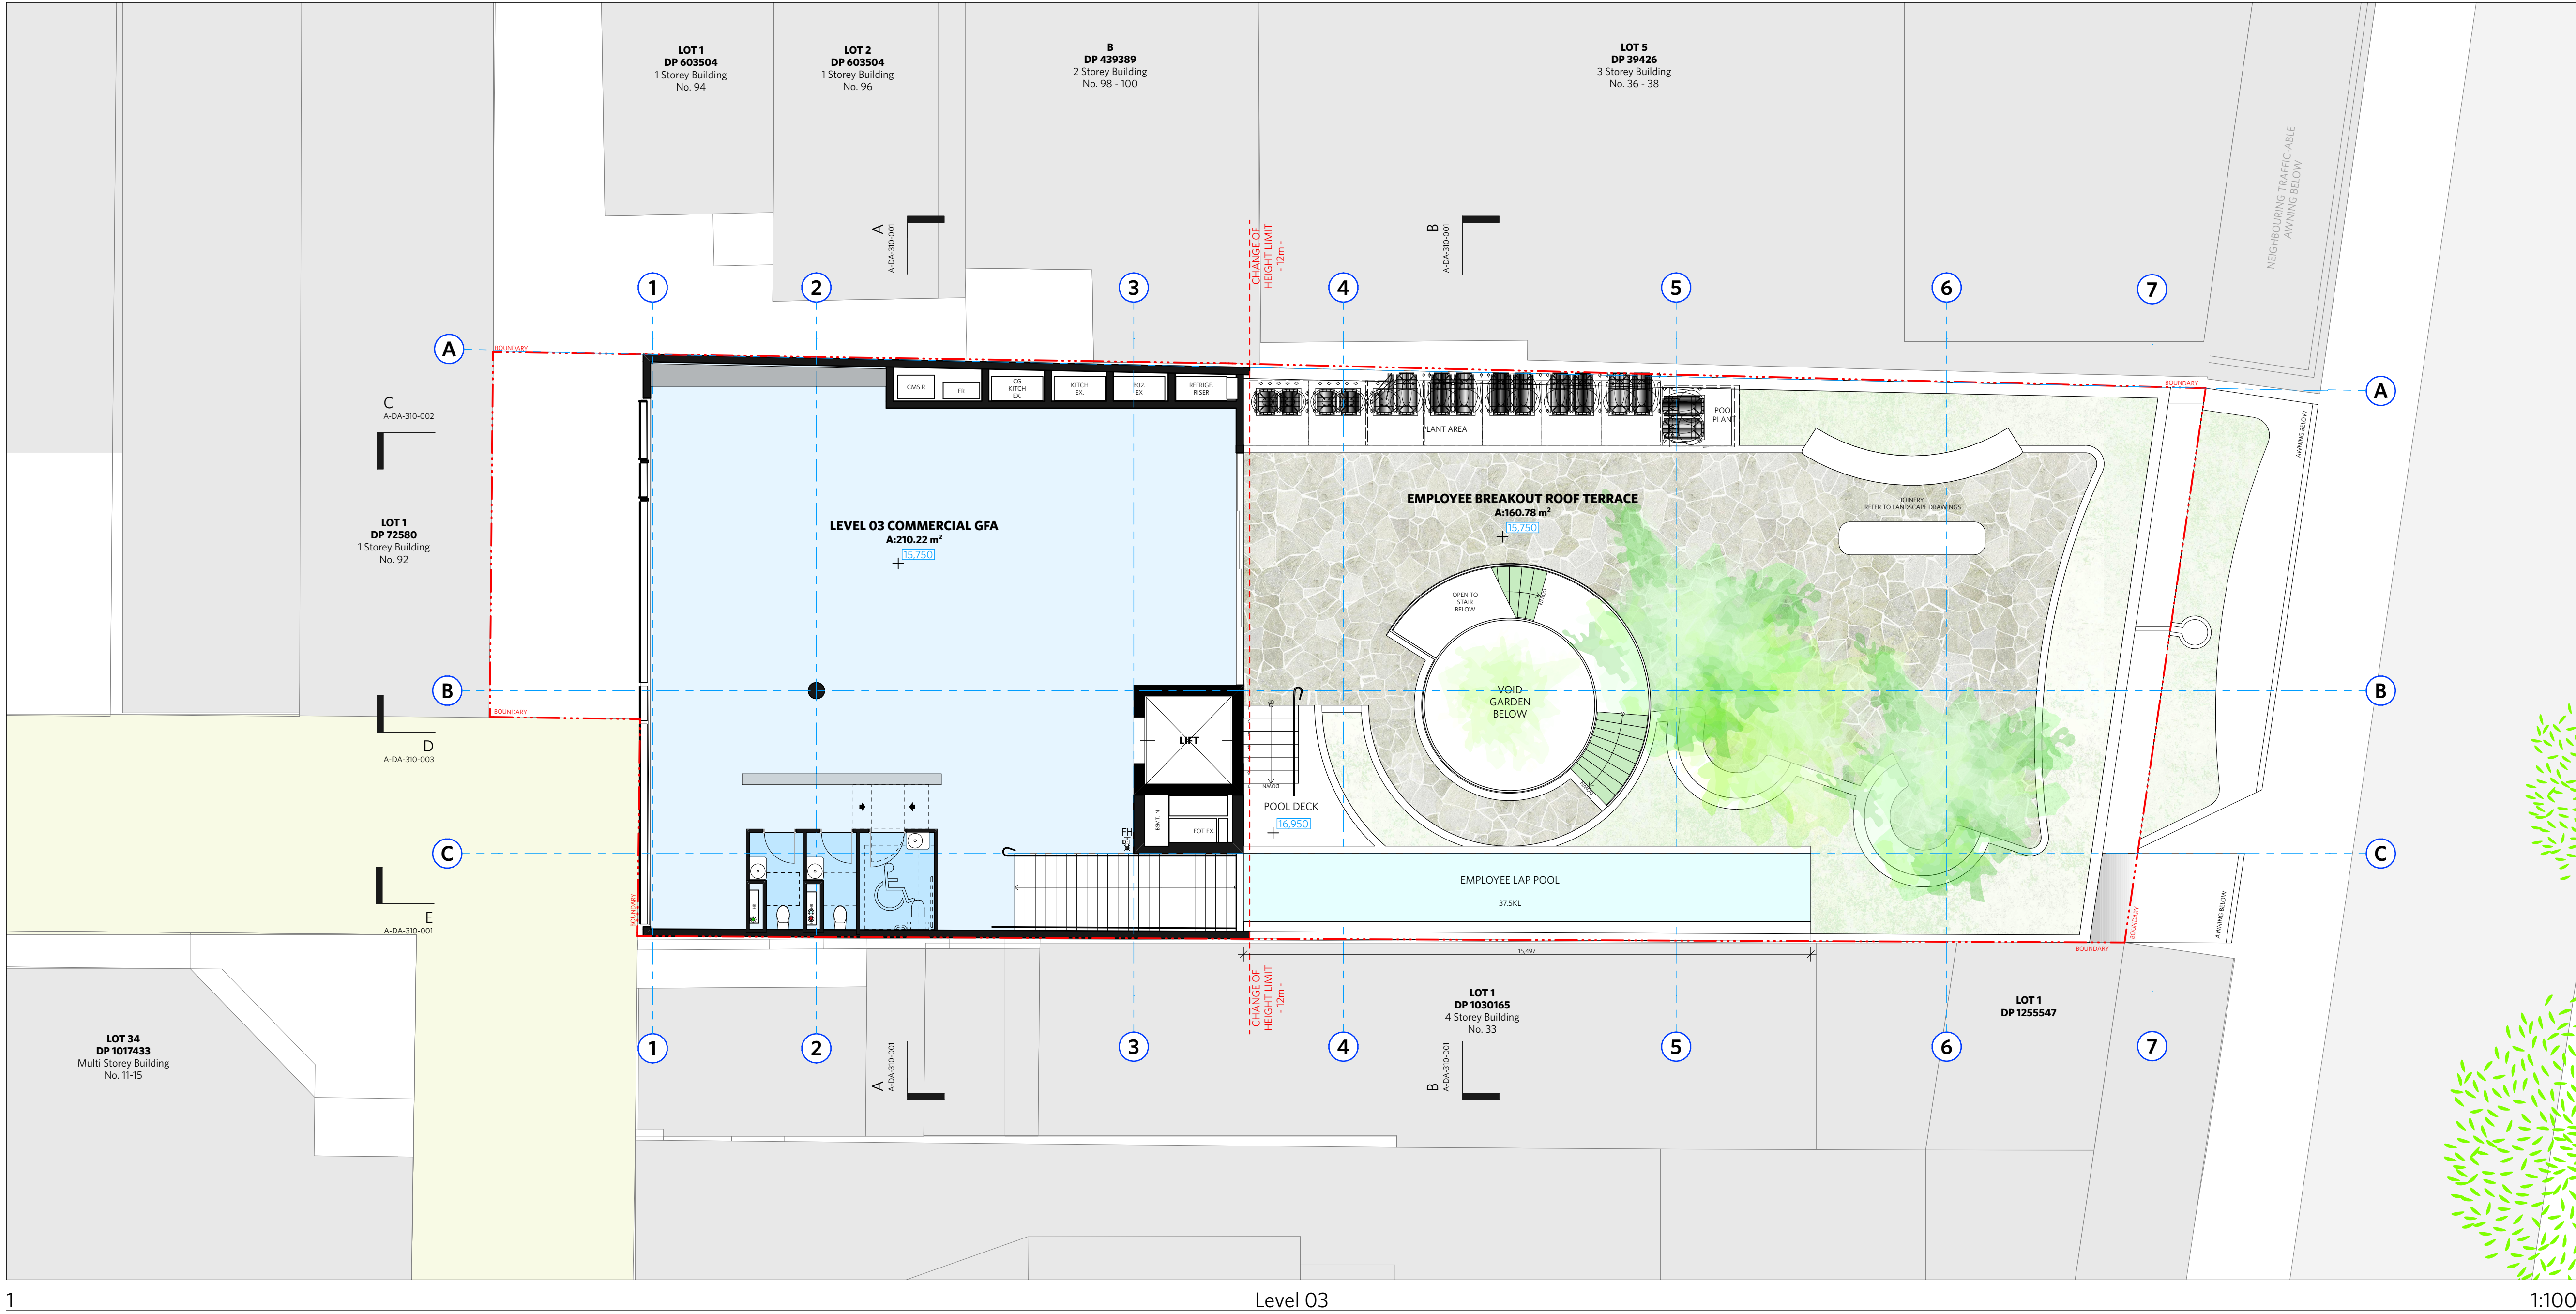 LOT 1
DP 603504
1 Storey Building
No. 94
LOT 2
DP 603504
1 Storey Building
No. 96
B
DP 439389
2 Storey Building
No. 98 - 100
LOT 5
DP 39426
3 Storey Building
No. 36 - 38
NEIGHBOURING TRAFFIC-ABLE
AWNING BELOW
A
A-DA-310-001
CHANGE OF
HEIGHT LIMIT
- 12m -
B
A-DA-310-001
1
2
3
4
5
6
7
A
BOUNDARY
BOUNDARY
A
CMS R
ER
CG
KITCH
EX.
KITCH
EX.
802.
EX
REFRIGE.
RISER
PLANT AREA
POOL
PLANT
AWNING BELOW
C
A-DA-310-002
LOT 1
DP 72580
1 Storey Building
No. 92
LEVEL 03 COMMERCIAL GFA
A:210.22 m²
15,750
EMPLOYEE BREAKOUT ROOF TERRACE
A:160.78 m²
15,750
JOINERY
REFER TO LANDSCAPE DRAWINGS
OPEN TO
STAIR
BELOW
DOWN
VOID
GARDEN
BELOW
DOWN
B
BOUNDARY
B
D
A-DA-310-003
LIFT
DOWN
POOL DECK
16,950
ESMT. IN
EOT EX.
FH
C
C
E
A-DA-310-001
BOUNDARY
EMPLOYEE LAP POOL
37.5KL
AWNING BELOW
BOUNDARY
BOUNDARY
15,497
CHANGE OF
HEIGHT LIMIT
- 12m -
LOT 1
DP 1030165
4 Storey Building
No. 33
LOT 1
DP 1255547
LOT 34
DP 1017433
Multi Storey Building
No. 11-15
1
2
3
4
5
6
7
A
A-DA-310-001
B
A-DA-310-001
1
Level 03
1:100